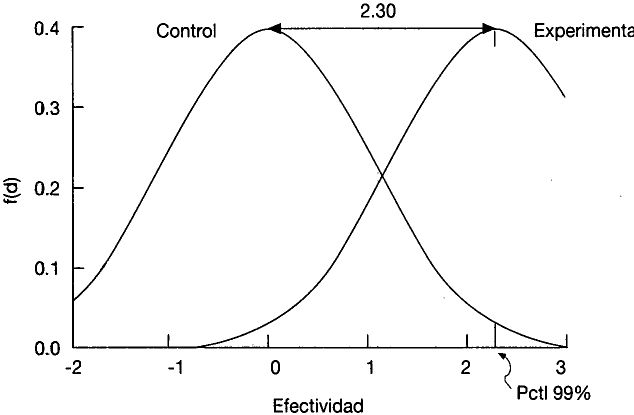 2.30
Control
Experimenta
0.4
0.3
0.2
0.1
0.0
f(d)
-2 -1 0 1 2 3
Pctl 99%
Efectividad